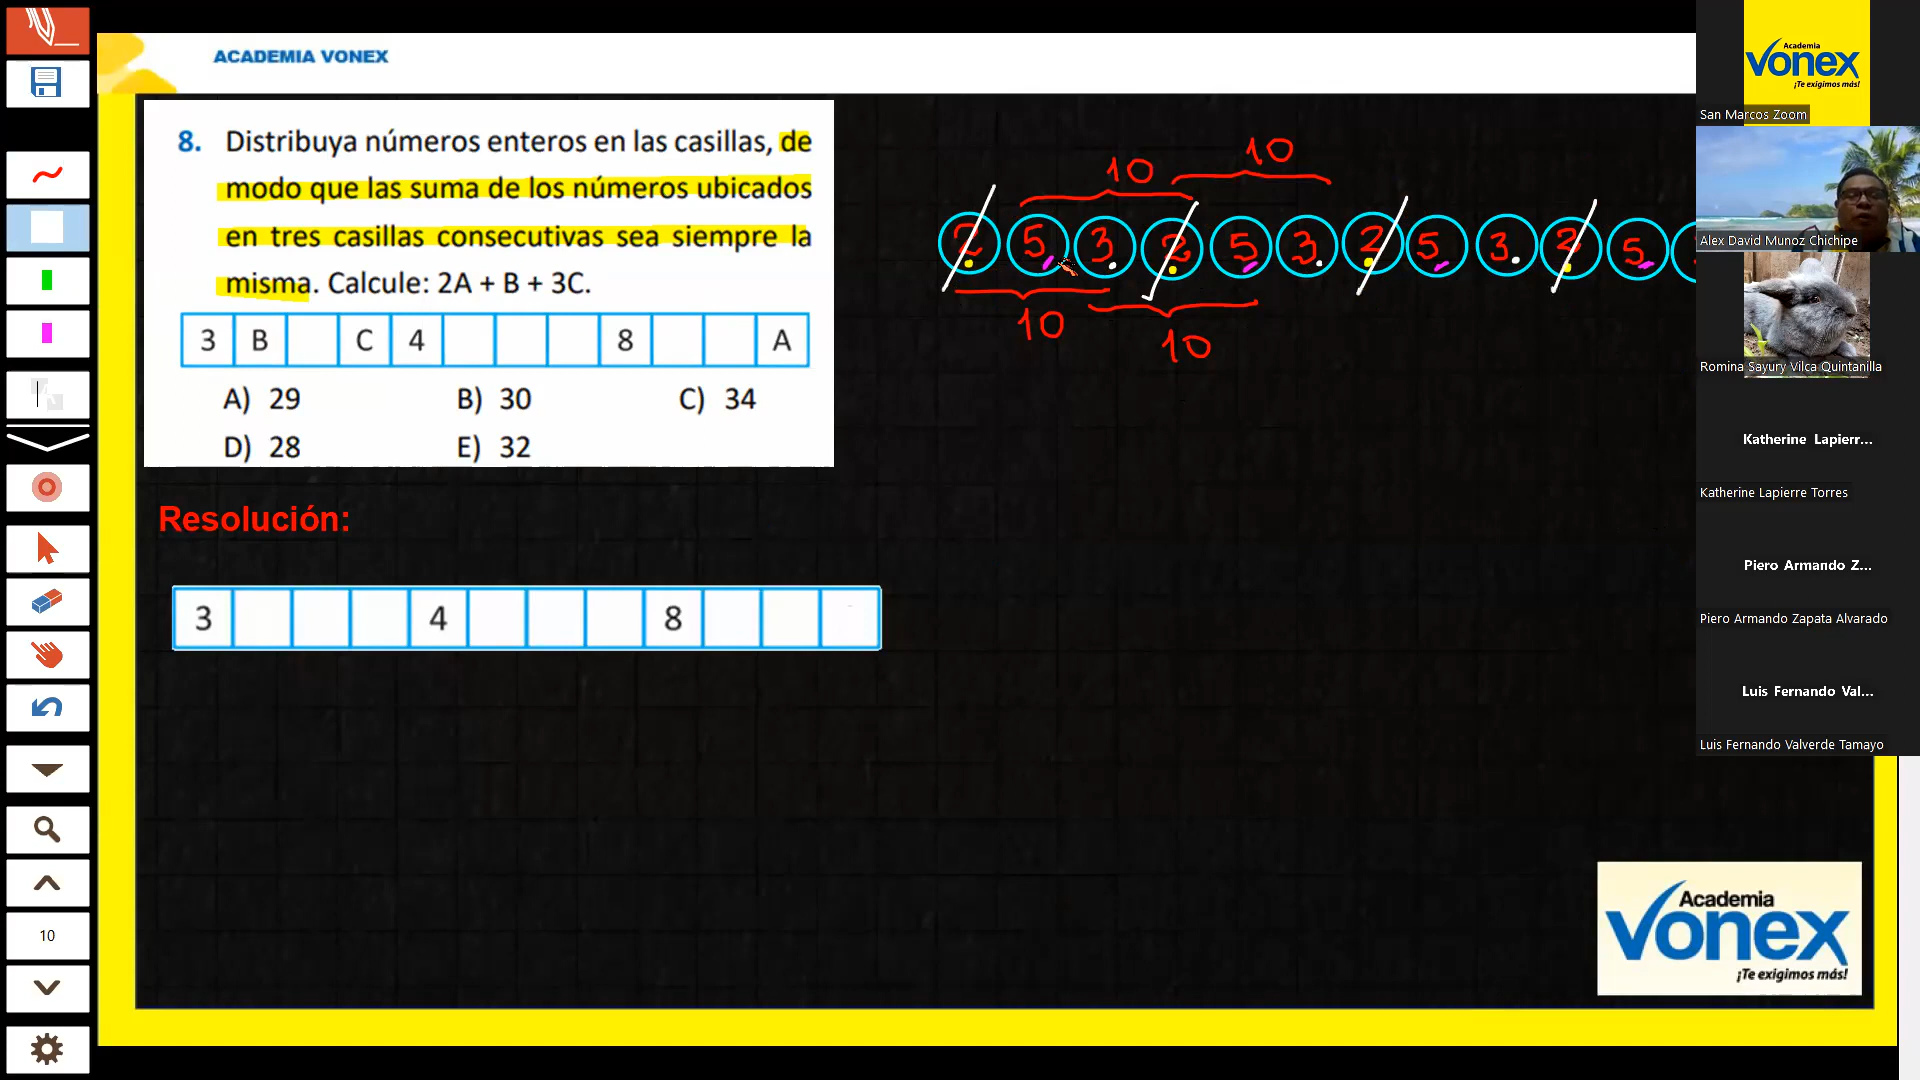 ACADEMIA VONEX
8. Distribuya números enteros en las casillas, de
modo que las suma de los números ubicados
en tres casillas consecutivas sea siempre la
misma. Calcule: 2A + B + 3C.
3 B C 4 8 A
A) 29 B) 30 C) 34
D) 28 E) 32
Resolución:
3 4 8
10 10
2 5 3 2 5 3 2 5 3 2 5
10 10
Academia
Vonex
¡Te exigimos más!
San Marcos Zoom
Alex David Munoz Chichipe
Romina Sayury Vilca Quintanilla
Katherine Lapierr...
Katherine Lapierre Torres
Piero Armando Z...
Piero Armando Zapata Alvarado
Luis Fernando Val...
Luis Fernando Valverde Tamayo
Academia
Vonex
¡Te exigimos más!
10